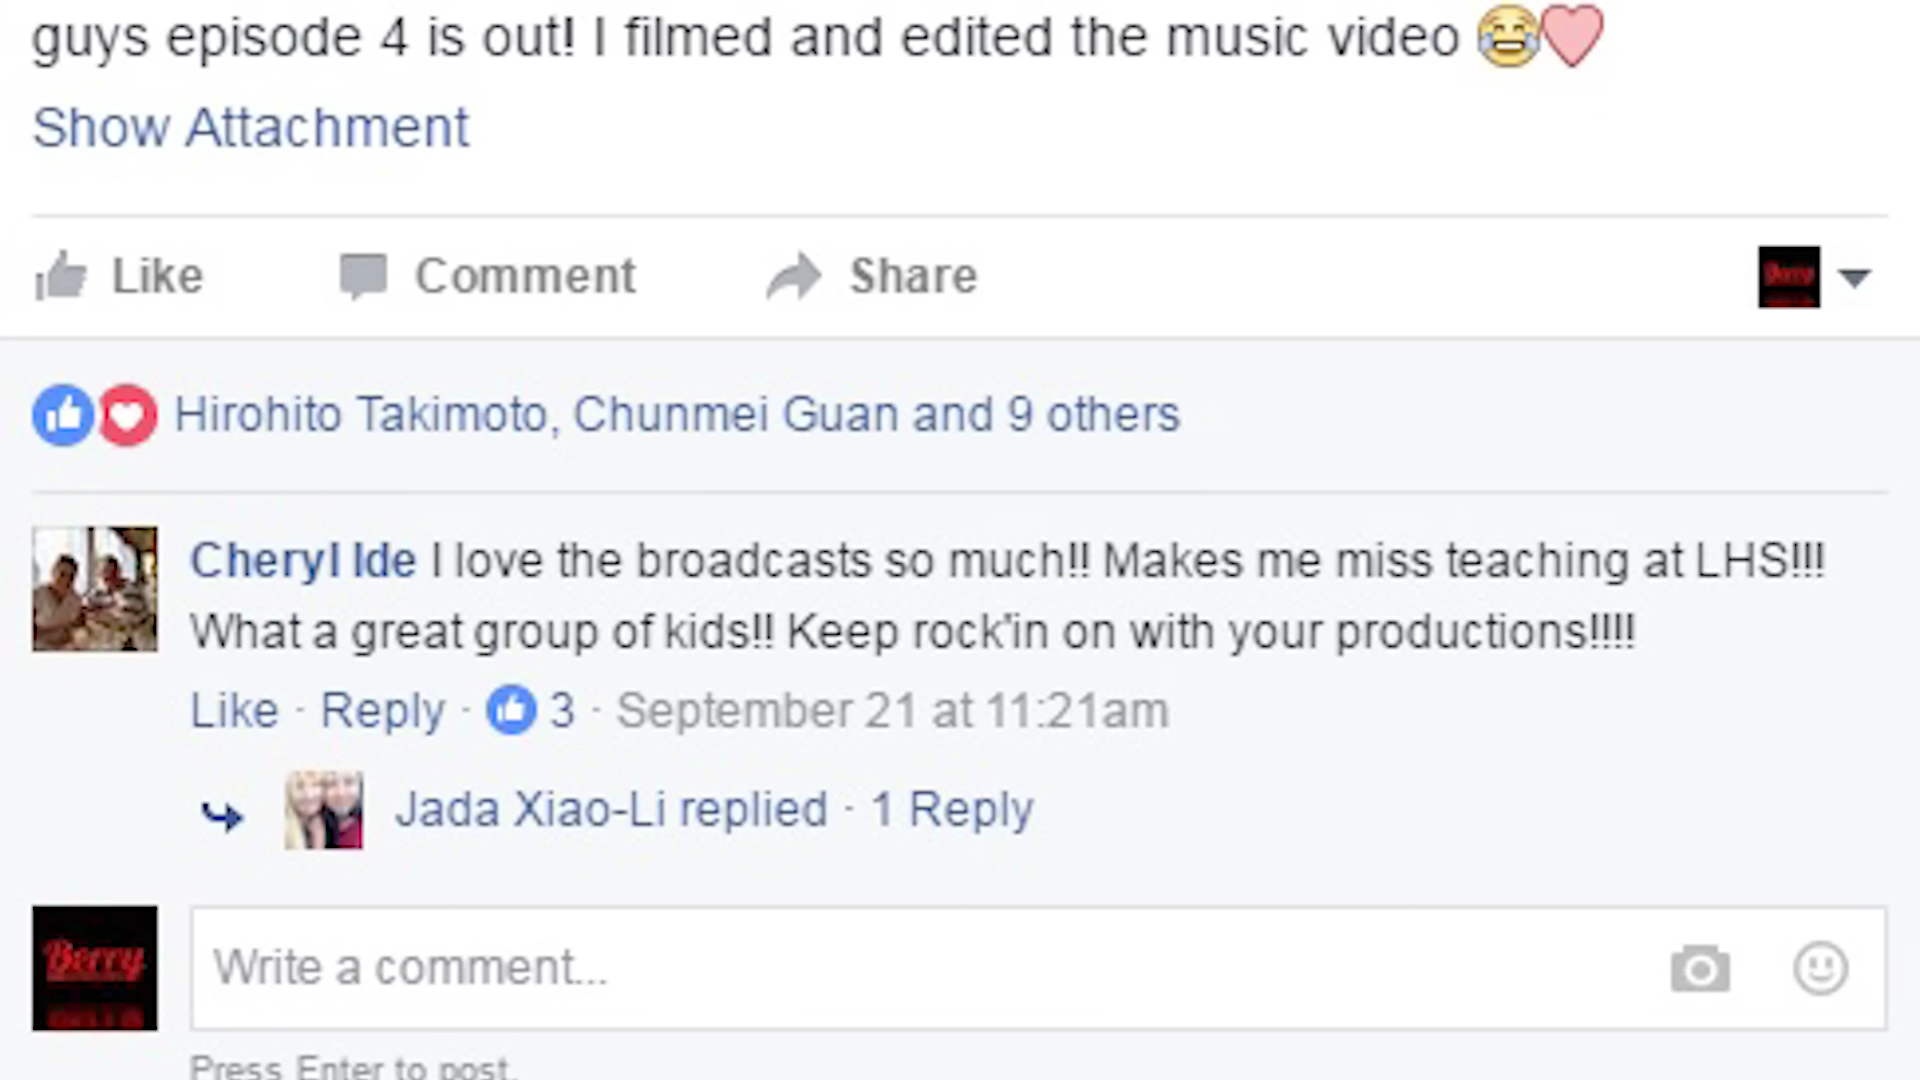 guys episode 4 is out! I filmed and edited the music video 😂❤
Show Attachment
Like Comment Share
Hirohito Takimoto, Chunmei Guan and 9 others
Cheryl Ide I love the broadcasts so much!! Makes me miss teaching at LHS!!!
What a great group of kids!! Keep rock'in on with your productions!!!!
Like · Reply · 3 · September 21 at 11:21am
Jada Xiao-Li replied · 1 Reply
Berry
Write a comment...
Press Enter to post.